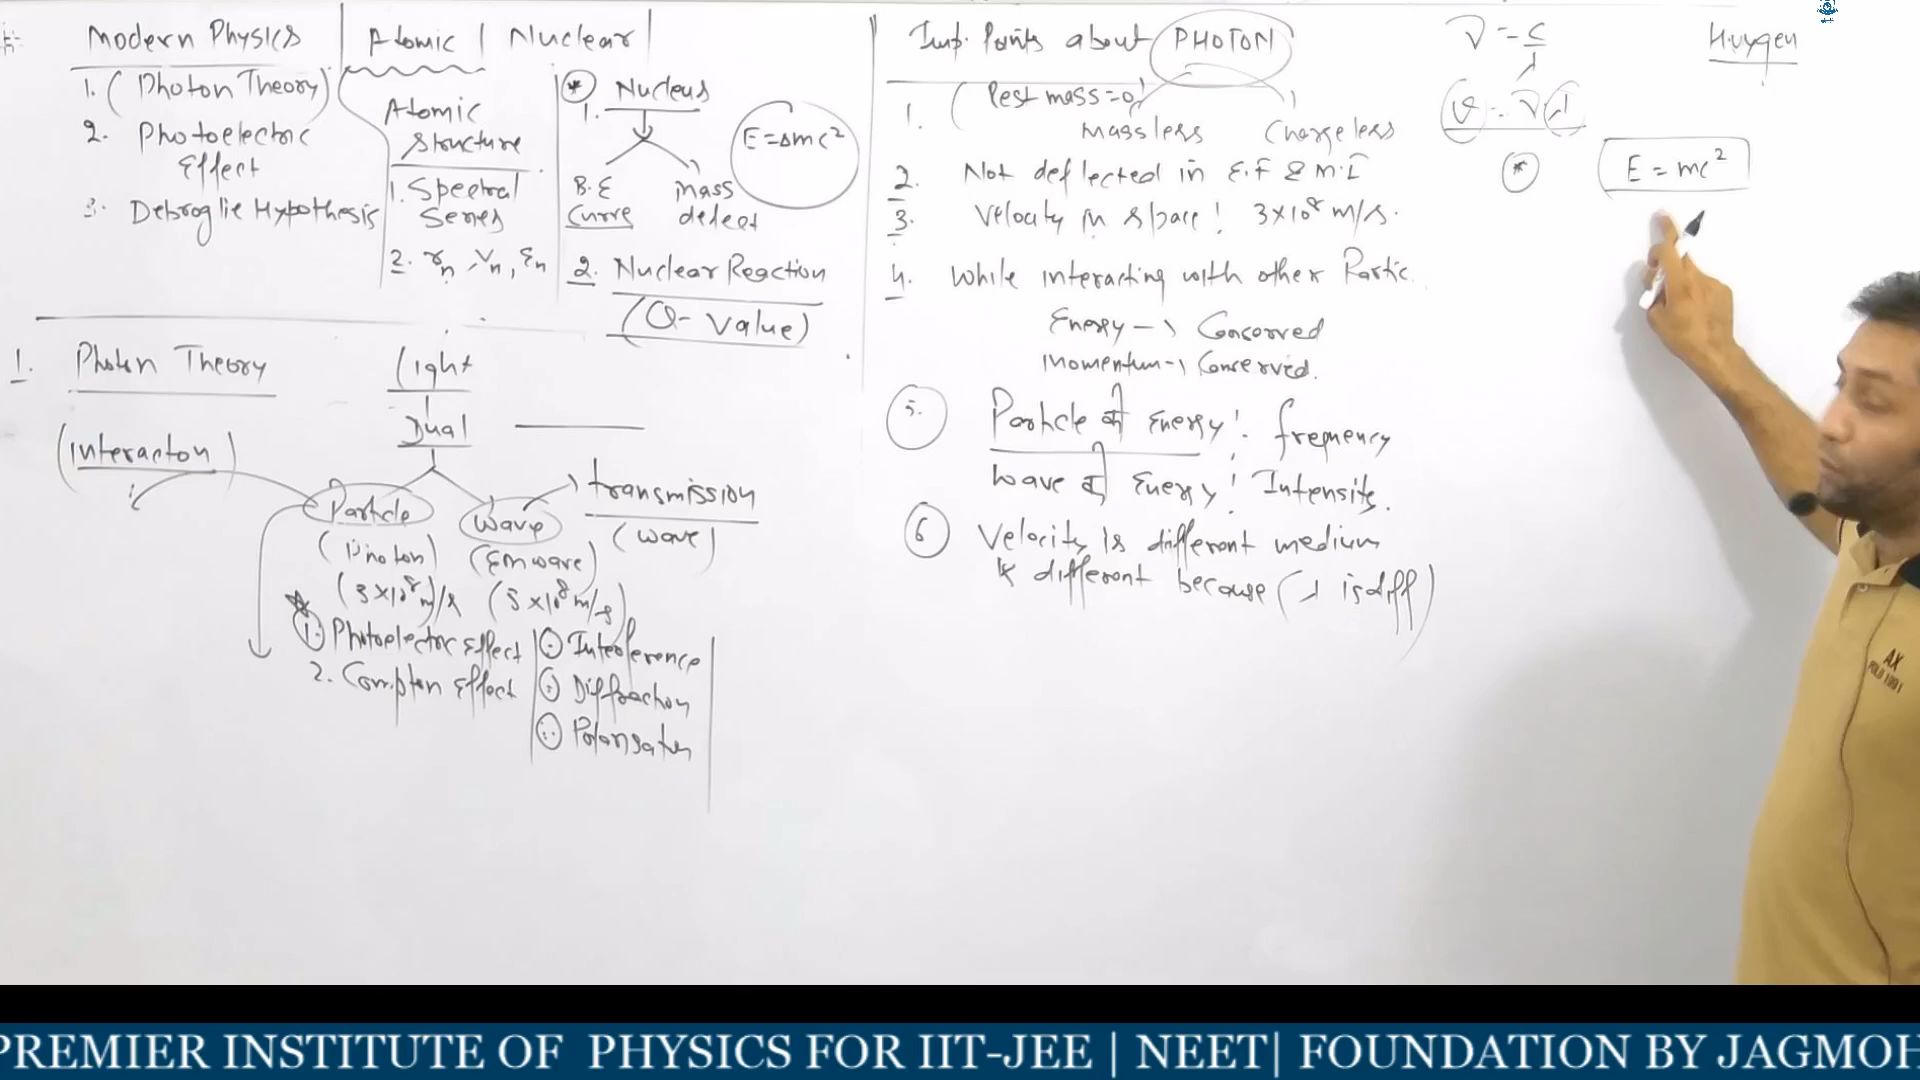 Modern Physics | Atomic | Nuclear |
1. (Photon Theory)
2. Photoelectric
Effect
3. Debroglie Hypothesis
Atomic
Structure
1. Spectral
Series
2. rn, Vn, En
* Nucleus
1.
B.E
Curve
mass
defect
E=Δmc²
2. Nuclear Reaction
(Q- Value)
1. Photon Theory
Light
Dual
(Interacton)
Particle
Wave
transmission
(wave)
(Photon)
(EM wave)
(3×10⁸ m/s)
(3×10⁸ m/s)
1. Photoelectric Effect
2. Compton Effect
Interference
Diffraction
Polarisation
Imp. Points about PHOTON
1. (Rest mass=0)
massless
Chargeless
2. Not deflected in E.F & M.F
3. Velocity in space: 3×10⁸ m/s.
4. While interacting with other Partic
Energy → Conserved
Momentum → Conserved.
5. Particle की Energy: frequency
Wave की Energy: Intensity.
6 Velocity is different medium
is different because (λ is diff)
ν = c/λ
v = νλ
* E = mc²
Huygen
AX
POLO 1991
PREMIER INSTITUTE OF PHYSICS FOR IIT-JEE | NEET| FOUNDATION BY JAGMOH